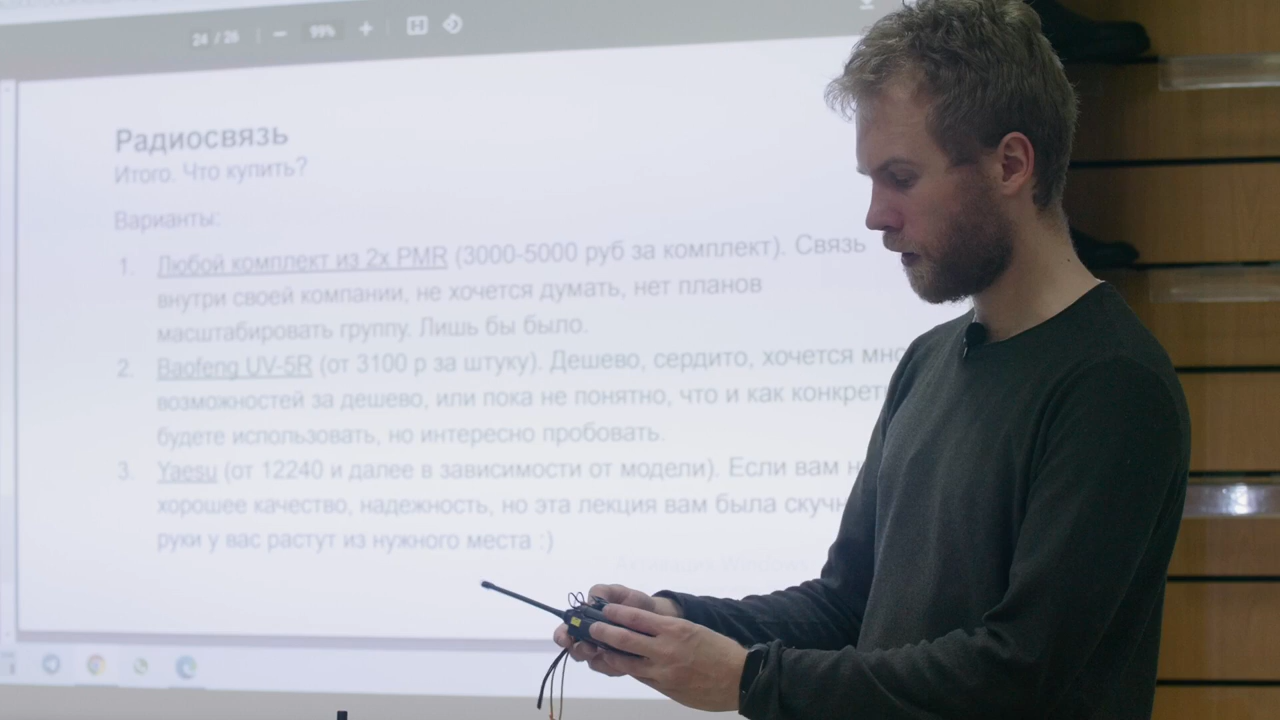 24 / 26
99%
Радиосвязь
Итого. Что купить?
Варианты:
1. Любой комплект из 2х PMR (3000-5000 руб за комплект). Связь
внутри своей компании, не хочется думать, нет планов
масштабировать группу. Лишь бы было.
2. Baofeng UV-5R (от 3100 р за штуку). Дешево, сердито, хочется
возможностей за дешево, или пока не понятно, что и как
будете использовать, но интересно пробовать.
3. Yaesu (от 12240 и далее в зависимости от модели). Если вам
хорошее качество, надежность, но эта лекция вам была
руки у вас растут из нужного места :)
Активация Windows